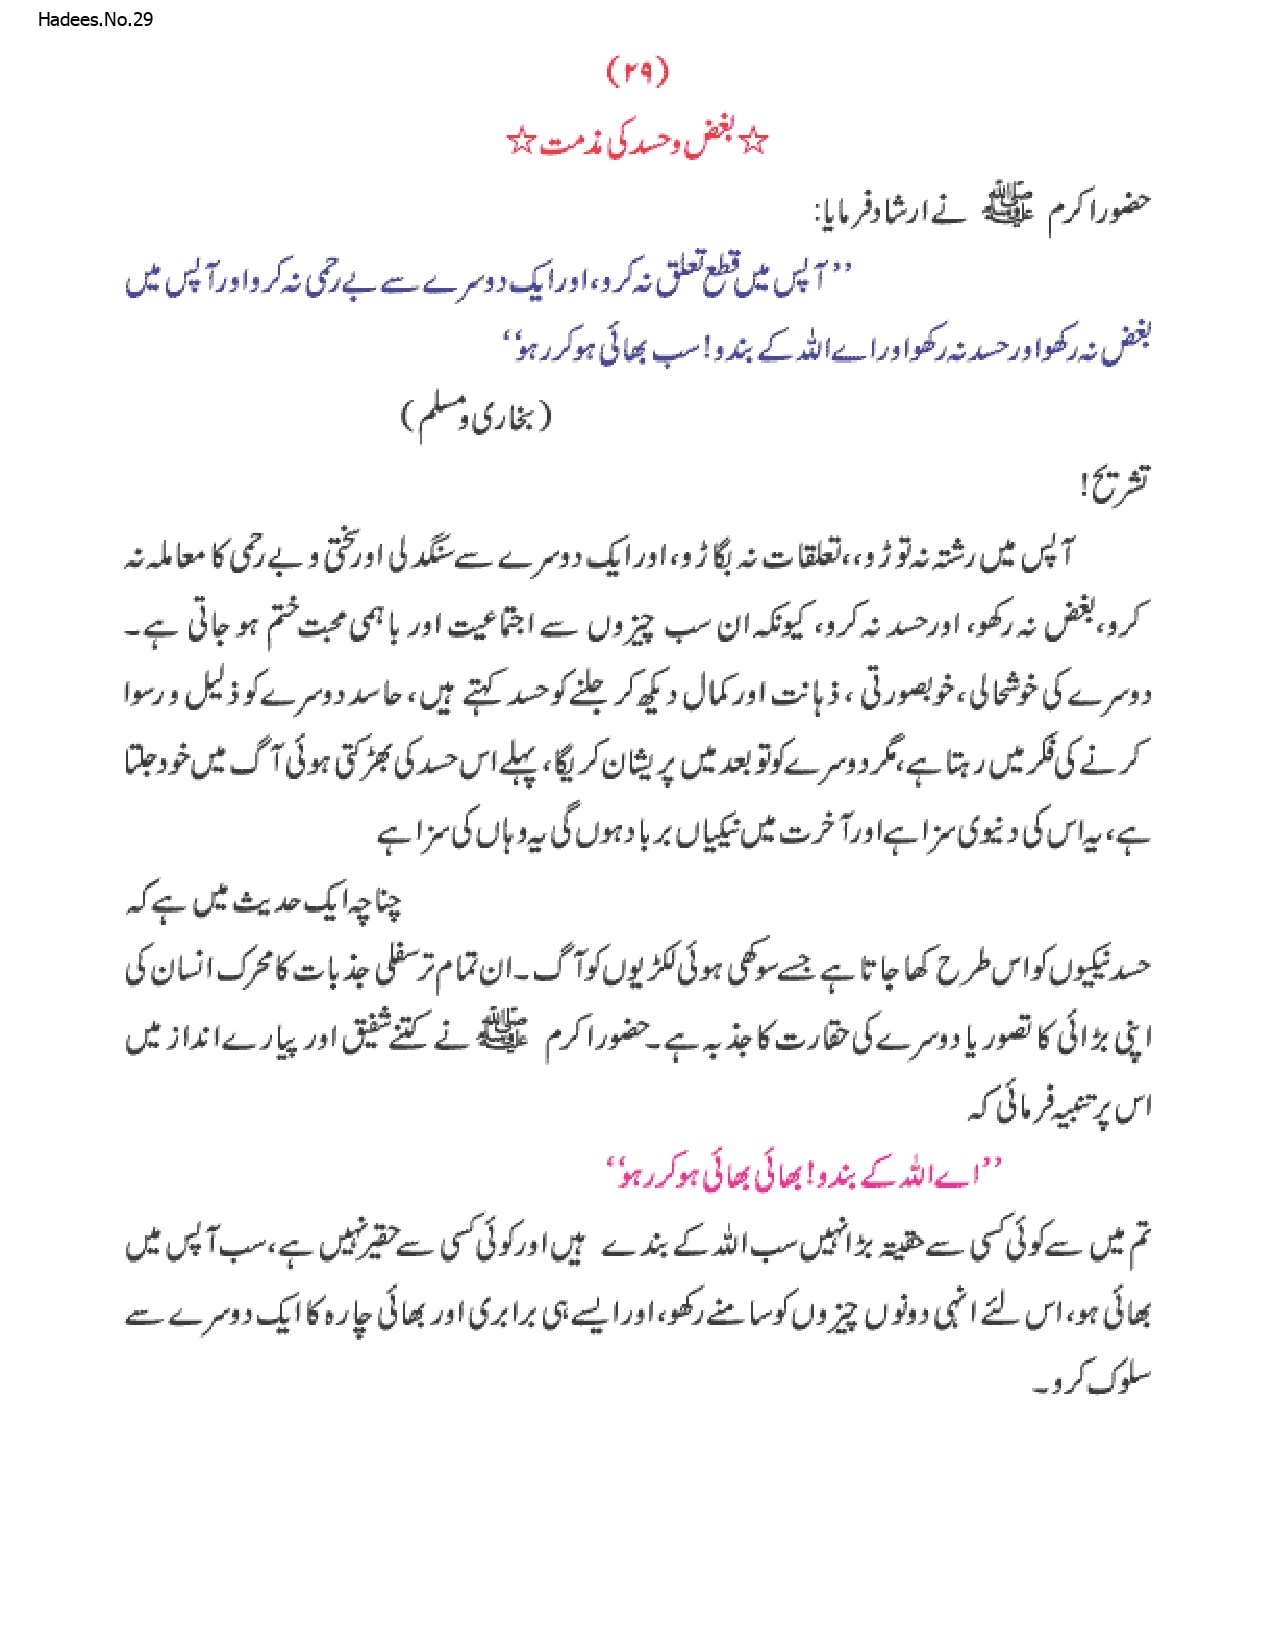 Hadees.No.29
(۲۹)
☆ بغض و حسد کی مذمت ☆
حضور اکرم ﷺ نے ارشاد فرمایا:
’’آپس میں قطع تعلق نہ کرو، اور ایک دوسرے سے بے رحمی نہ کرو اور آپس میں
بغض نہ رکھو اور حسد نہ رکھو اور اے اللہ کے بندو! سب بھائی ہو کر رہو‘‘
(بخاری و مسلم)
تشریح!
آپس میں رشتہ نہ توڑو،، تعلقات نہ بگاڑو، اور ایک دوسرے سے سنگدلی اور سختی و بے رحمی کا معاملہ نہ
کرو، بغض نہ رکھو، اور حسد نہ کرو، کیونکہ ان سب چیزوں سے اجتماعیت اور باہمی محبت ختم ہو جاتی ہے۔
دوسرے کی خوشحالی، خوبصورتی ، ذہانت اور کمال دیکھ کر جلنے کو حسد کہتے ہیں، حاسد دوسرے کو ذلیل و رسوا
کرنے کی فکر میں رہتا ہے، مگر دوسرے کو تو بعد میں پریشان کریگا، پہلے اس حسد کی بھڑکتی ہوئی آگ میں خود جلتا
ہے، یہ اس کی دنیوی سزا ہے اور آخرت میں نیکیاں برباد ہوں گی یہ وہاں کی سزا ہے
چناچہ ایک حدیث میں ہے کہ
حسد نیکیوں کو اس طرح کھا جاتا ہے جسے سوکھی ہوئی لکڑیوں کو آگ ۔ ان تمام تر سفلی جذبات کا محرک انسان کی
اپنی بڑائی کا تصور یا دوسرے کی حقارت کا جذبہ ہے۔ حضور اکرم ﷺ نے کتنے شفیق اور پیارے انداز میں
اس پر تنبیہ فرمائی کہ
’’اے اللہ کے بندو! بھائی بھائی ہو کر رہو‘‘
تم میں سے کوئی کسی سے حقیقۃ بڑا نہیں سب اللہ کے بندے ہیں اور کوئی کسی سے حقیر نہیں ہے، سب آپس میں
بھائی ہو، اس لئے انہی دونوں چیزوں کو سامنے رکھو، اور ایسے ہی برابری اور بھائی چارہ کا ایک دوسرے سے
سلوک کرو۔